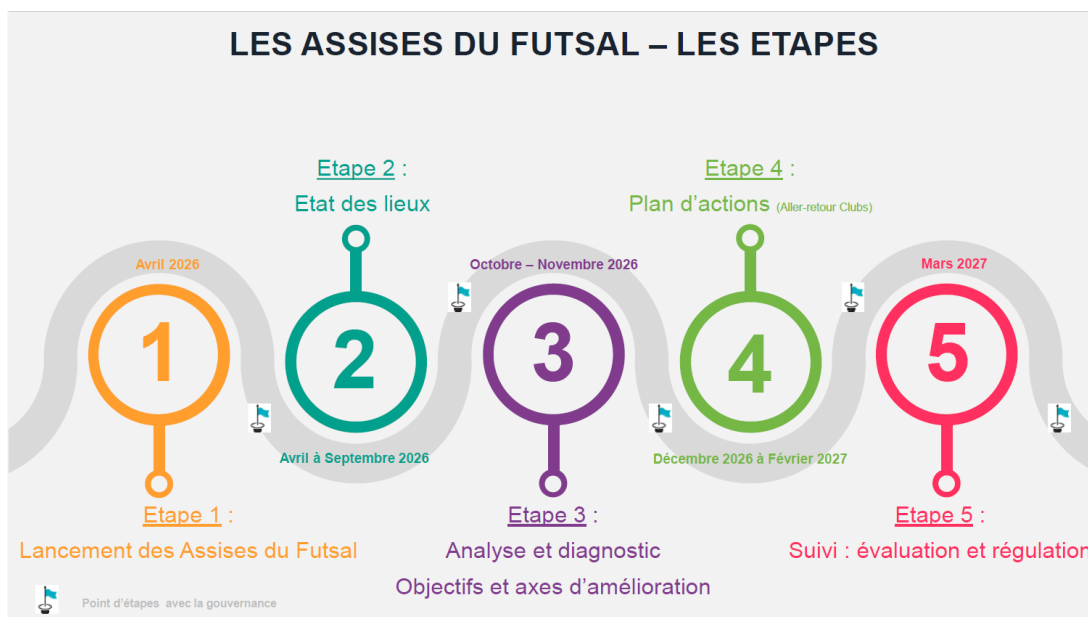 LES ASSISES DU FUTSAL – LES ETAPES
Etape 2 :
Etat des lieux
Etape 4 :
Plan d'actions (Aller-retour Clubs)
Avril 2026
Octobre – Novembre 2026
Mars 2027
1
2
3
4
5
Avril à Septembre 2026
Décembre 2026 à Février 2027
Etape 1 :
Lancement des Assises du Futsal
Etape 3 :
Analyse et diagnostic
Objectifs et axes d'amélioration
Etape 5 :
Suivi : évaluation et régulation
Point d'étapes avec la gouvernance